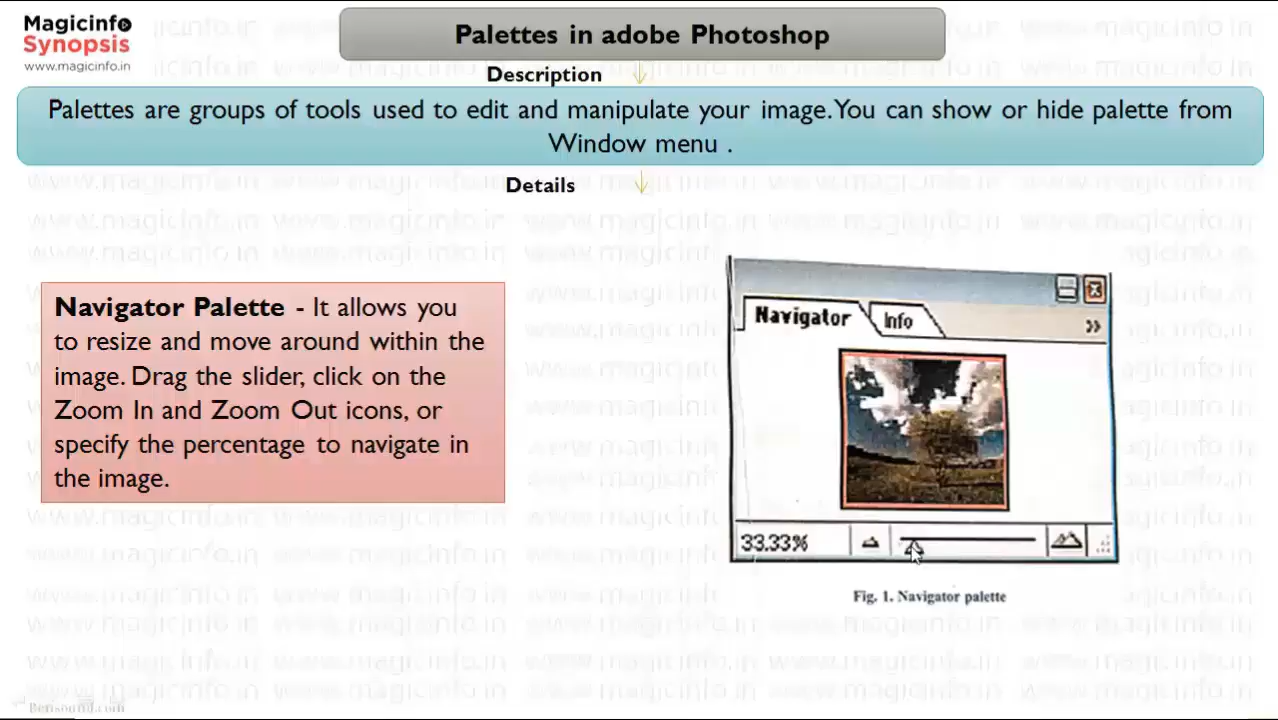 Magicinfo
Synopsis
www.magicinfo.in
Palettes in adobe Photoshop
Description
Palettes are groups of tools used to edit and manipulate your image. You can show or hide palette from
Window menu .
Details
Navigator Palette - It allows you
to resize and move around within the
image. Drag the slider, click on the
Zoom In and Zoom Out icons, or
specify the percentage to navigate in
the image.
Navigator
Info
33.33%
Fig. 1. Navigator palette
Bensound.com